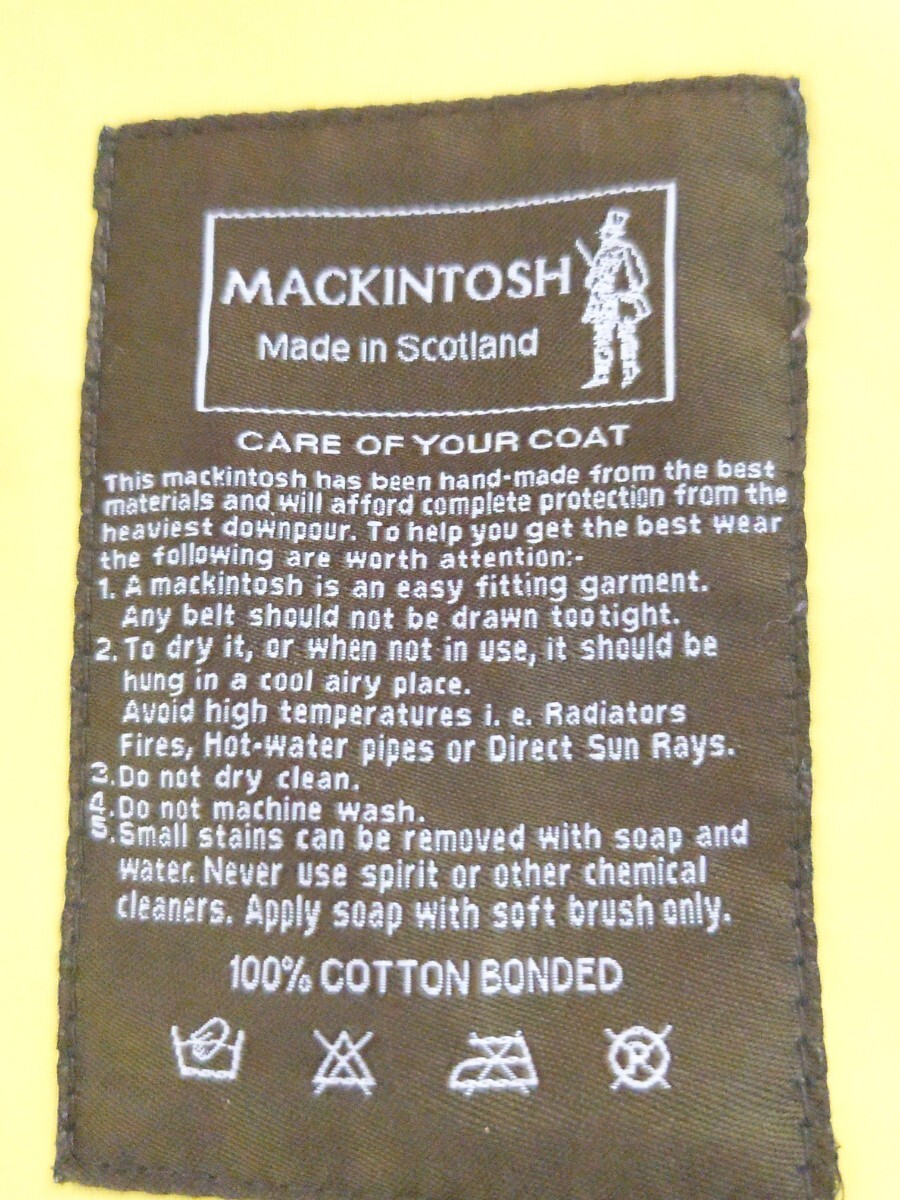 MACKINTOSH
Made in Scotland
CARE OF YOUR COAT
This mackintosh has been hand-made from the best
materials and will afford complete protection from the
heaviest downpour. To help you get the best wear
the following are worth attention:-
1. A mackintosh is an easy fitting garment.
Any belt should not be drawn too tight.
2. To dry it, or when not in use, it should be
hung in a cool airy place.
Avoid high temperatures i. e. Radiators
Fires, Hot-water pipes or Direct Sun Rays.
3. Do not dry clean.
4. Do not machine wash.
5. Small stains can be removed with soap and
water. Never use spirit or other chemical
cleaners. Apply soap with soft brush only.
100% COTTON BONDED